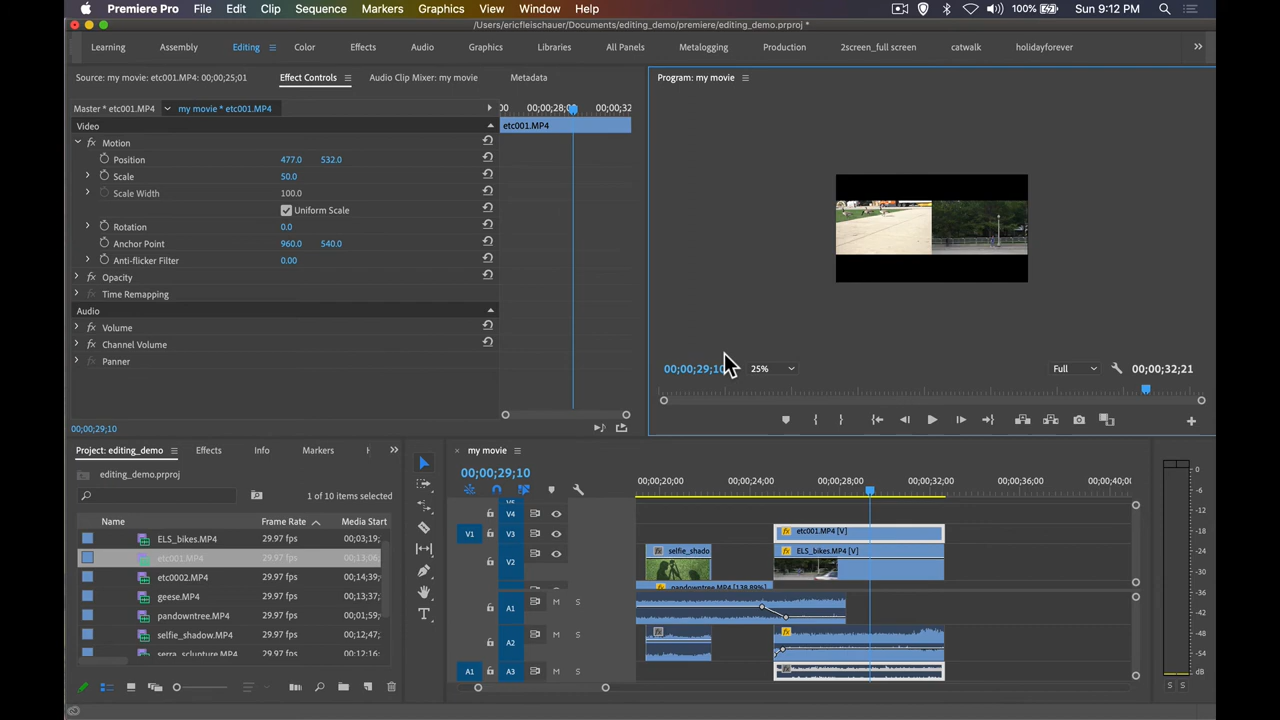 Premiere Pro File Edit Clip Sequence Markers Graphics View Window Help 100% Sun 9:12 PM
/Users/ericfleischauer/Documents/editing_demo/premiere/editing_demo.prproj *
Learning Assembly Editing Color Effects Audio Graphics Libraries All Panels Metalogging Production 2screen_full screen catwalk holidayforever
Source: my movie: etc001.MP4: 00;00;25;01 Effect Controls Audio Clip Mixer: my movie Metadata
Program: my movie
Master * etc001.MP4 my movie * etc001.MP4 00 00;00;28;00 00;00;32
Video etc001.MP4
fx Motion
Position 477.0 532.0
Scale 50.0
Scale Width 100.0
Uniform Scale
Rotation 0.0
Anchor Point 960.0 540.0
Anti-flicker Filter 0.00
fx Opacity
Time Remapping
Audio
fx Volume
fx Channel Volume
Panner
00;00;29;10 25% Full 00;00;32;21
00;00;29;10
Project: editing_demo Effects Info Markers
editing_demo.prproj
1 of 10 items selected
Name Frame Rate Media Start
ELS_bikes.MP4 29.97 fps 00;03;19;
etc001.MP4 29.97 fps 00;13;06
etc0002.MP4 29.97 fps 00;14;39,
geese.MP4 29.97 fps 00;13;37,
pandowntree.MP4 29.97 fps 00;01;59
selfie_shadow.MP4 29.97 fps 00;12;47,
serra_sclupture.MP4 29.97 fps 00;12;16,
my movie
00;00;29;10
00;00;20;00 00;00;24;00 00;00;28;00 00;00;32;00 00;00;36;00 00;00;40;0
V4
V1 V3 fx etc001.MP4 [V]
V2 fx selfie_shado fx ELS_bikes.MP4 [V]
fx pandowntree.MP4 [138.89%]
A1 M S
A2 M S
A1 A3 M S
0
-6
-12
-18
-24
-30
-36
-42
-48
-54
dB
S S